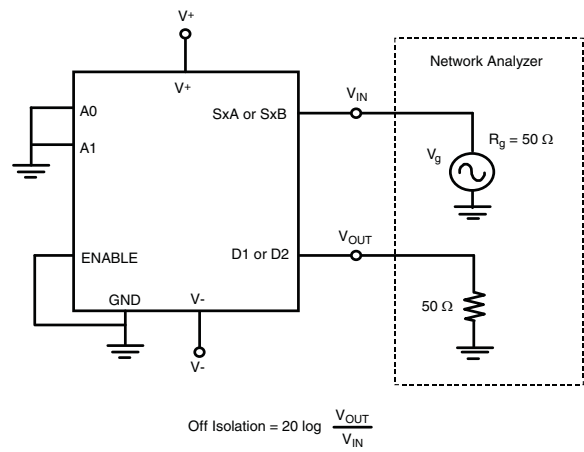 V+
V+
Network Analyzer
A0
SxA or SxB
VIN
A1
Vg
Rg = 50 Ω
ENABLE
D1 or D2
VOUT
GND
V-
50 Ω
V-
Off Isolation = 20 log VOUT
VIN